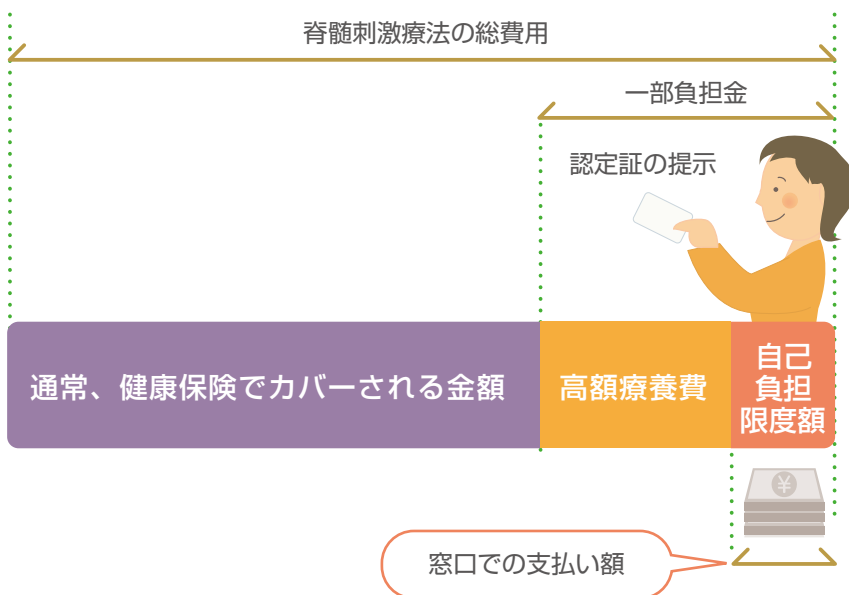 脊髄刺激療法の総費用
一部負担金
認定証の提示
通常、健康保険でカバーされる金額
高額療養費
自己
負担
限度額
¥
窓口での支払い額